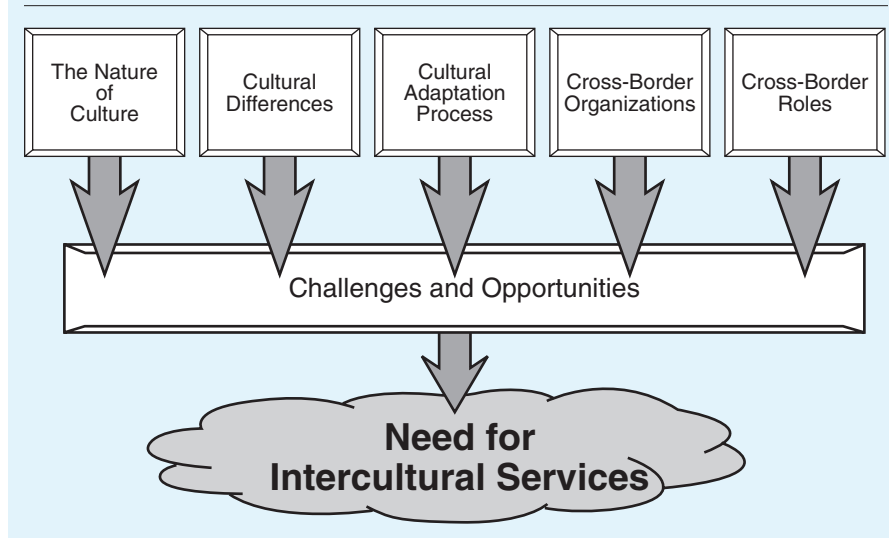 The Nature
of
Culture
Cultural
Differences
Cultural
Adaptation
Process
Cross-Border
Organizations
Cross-Border
Roles
Challenges and Opportunities
Need for
Intercultural Services